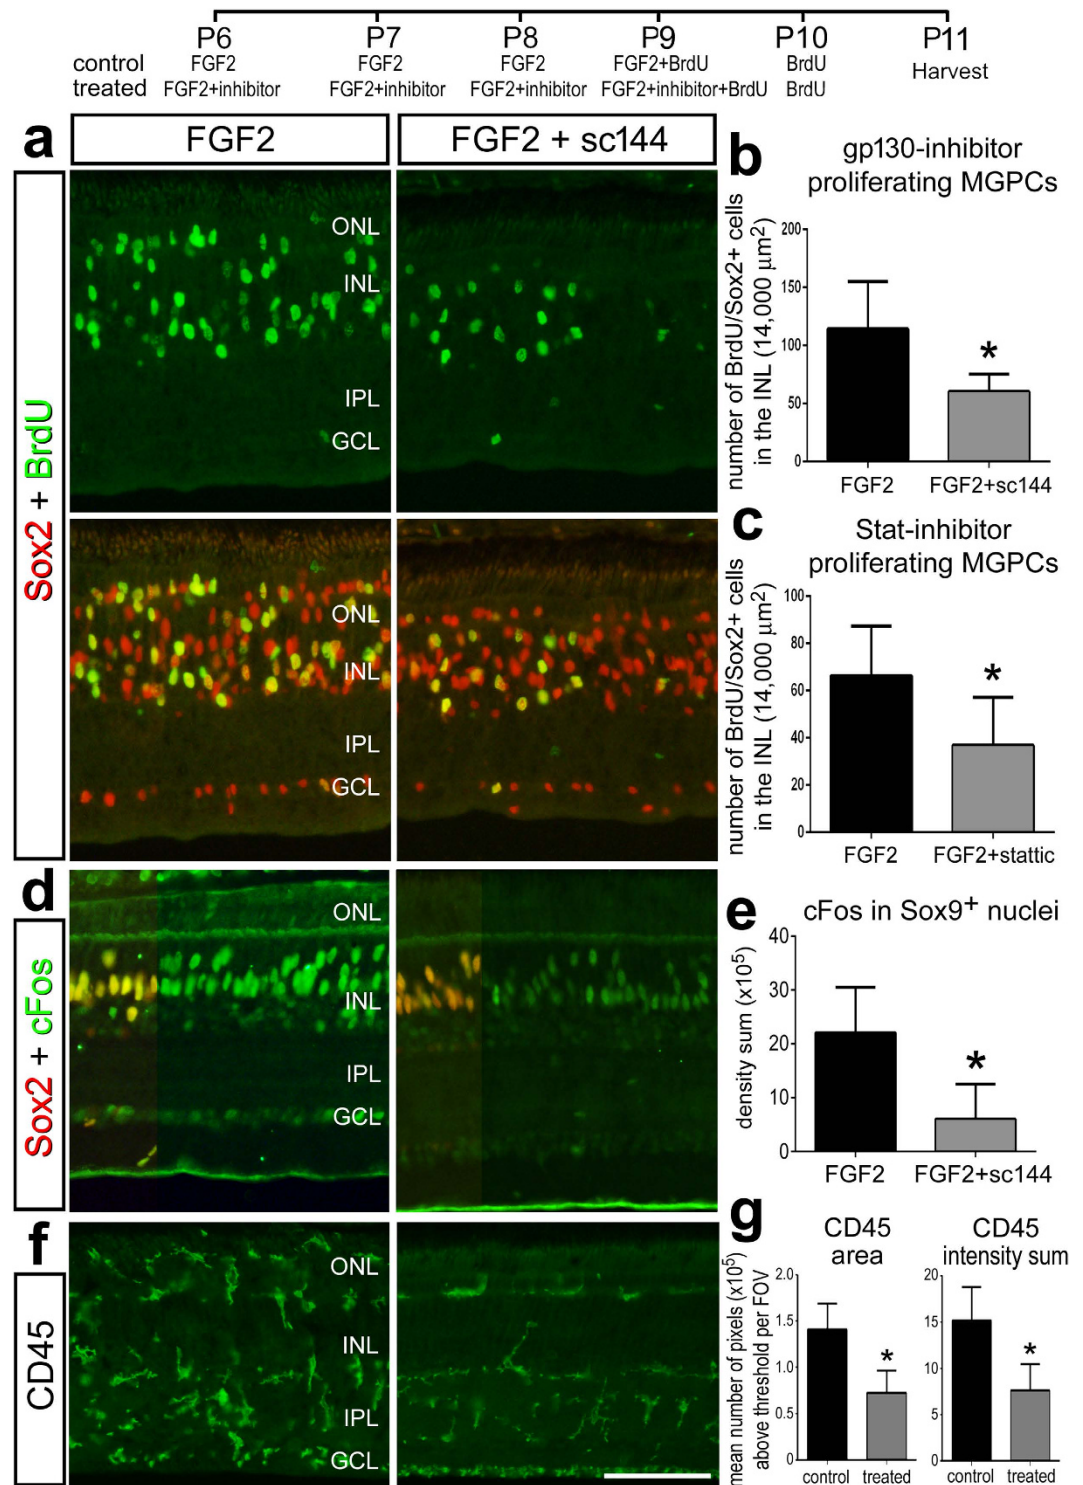 P6 P7 P8 P9 P10 P11
control FGF2 FGF2 FGF2 FGF2+BrdU BrdU Harvest
treated FGF2+inhibitor FGF2+inhibitor FGF2+inhibitor FGF2+inhibitor+BrdU BrdU
a
FGF2
FGF2 + sc144
Sox2 + BrdU
ONL
INL
IPL
GCL
ONL
INL
IPL
GCL
b
gp130-inhibitor
proliferating MGPCs
number of BrdU/Sox2+ cells
in the INL (14,000 μm²)
200
150
100
50
0
FGF2 FGF2+sc144
*
c
Stat-inhibitor
proliferating MGPCs
number of BrdU/Sox2+ cells
in the INL (14,000 μm²)
100
80
60
40
20
0
FGF2 FGF2+stattic
*
d
Sox2 + cFos
ONL
INL
IPL
GCL
e
cFos in Sox9⁺ nuclei
density sum (x10⁵)
40
30
20
10
0
FGF2 FGF2+sc144
*
f
CD45
ONL
INL
IPL
GCL
g
CD45
area
mean number of pixels (x10⁵)
above threshold per FOV
2.0
1.5
1.0
0.5
0
control treated
*
CD45
intensity sum
20
15
10
5
0
control treated
*